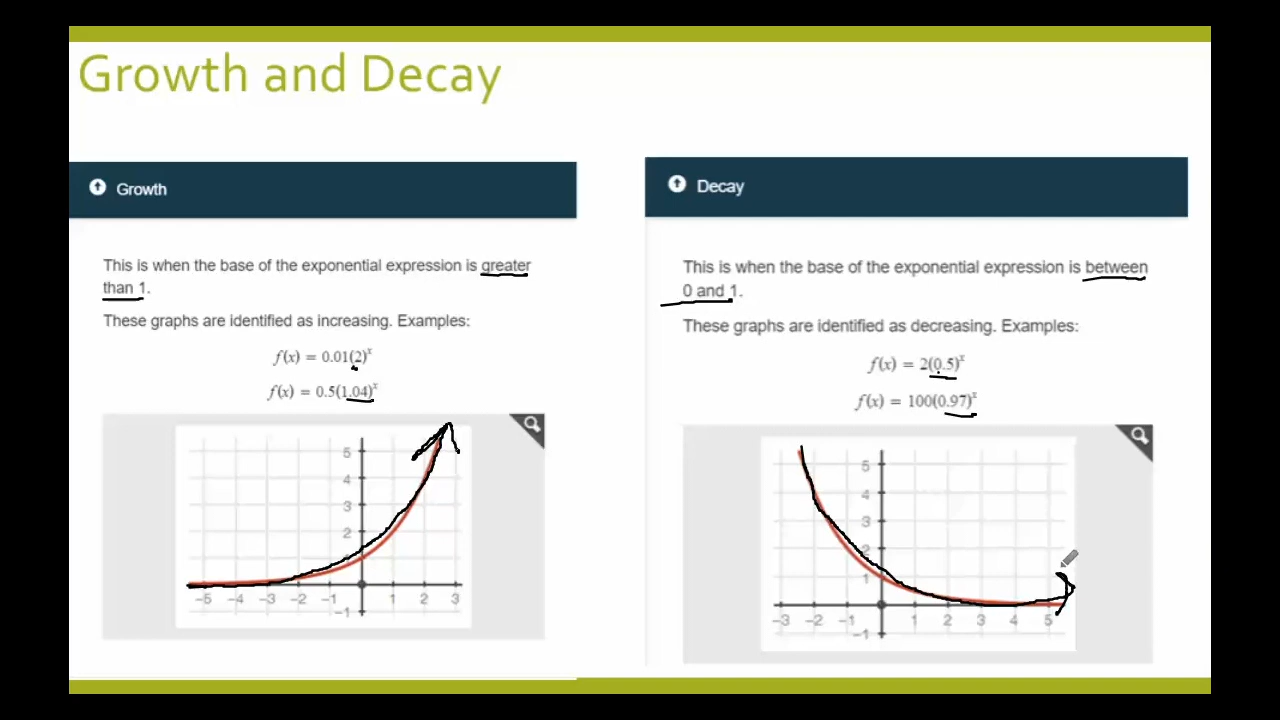 Growth and Decay
Growth
This is when the base of the exponential expression is greater
than 1.
These graphs are identified as increasing. Examples:
f(x) = 0.01(2)^x
f(x) = 0.5(1.04)^x
5
4
3
2
-5 -4 -3 -2 -1 1 2 3
-1
Decay
This is when the base of the exponential expression is between
0 and 1.
These graphs are identified as decreasing. Examples:
f(x) = 2(0.5)^x
f(x) = 100(0.97)^x
5
4
3
2
1
-3 -2 -1 1 2 3 4 5
-1